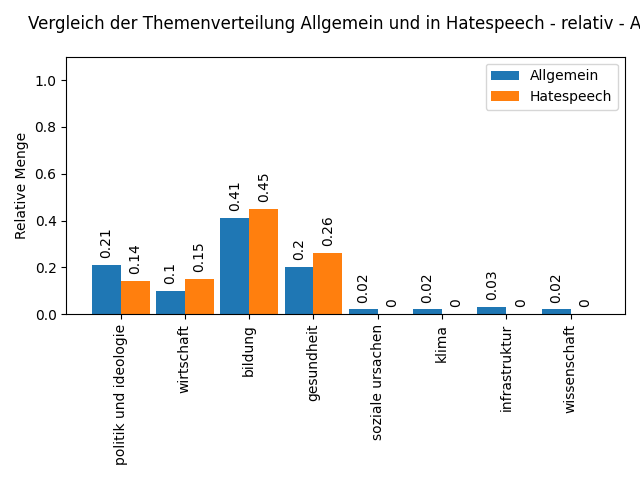 Vergleich der Themenverteilung Allgemein und in Hatespeech - relativ - A
Allgemein
Hatespeech
Relative Menge
1.0
0.8
0.6
0.4
0.2
0.0
0.21
0.14
0.1
0.15
0.41
0.45
0.2
0.26
0.02
0
0.02
0
0.03
0
0.02
0
politik und ideologie
wirtschaft
bildung
gesundheit
soziale ursachen
klima
infrastruktur
wissenschaft